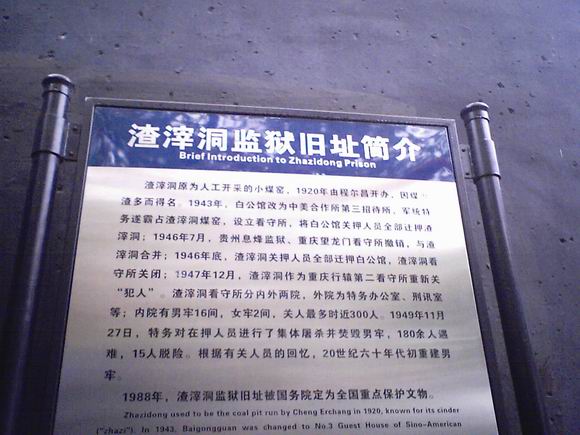 渣滓洞监狱旧址简介
Brief Introduction to Zhazidong Prison
渣滓洞原为人工开采的小煤窑，1920年由程尔昌开办，因煤
渣多而得名。1943年，白公馆改为中美合作所第三招待所，军统特
务遂霸占渣滓洞煤窑，设立看守所，将白公馆关押人员全部迁押渣
滓洞；1946年7月，贵州息烽监狱、重庆望龙门看守所撤销，与渣
滓洞合并；1946年底，渣滓洞关押人员全部迁押白公馆，渣滓洞看
守所关闭；1947年12月，渣滓洞作为重庆行辕第二看守所重新关
“犯人”。渣滓洞看守所分内外两院，外院为特务办公室、刑讯室
等；内院有男牢16间，女牢2间，关人最多时近300人。1949年11月
27日，特务对在押人员进行了集体屠杀并焚毁男牢，180余人遇
难，15人脱险。根据有关人员的回忆，20世纪六十年代初重建男
牢。
1988年，渣滓洞监狱旧址被国务院定为全国重点保护文物。
Zhazidong used to be the coal pit run by Cheng Erchang in 1920, known for its cinder
("zhazi"). In 1943, Baigongguan was changed to No.3 Guest House of Sino-American